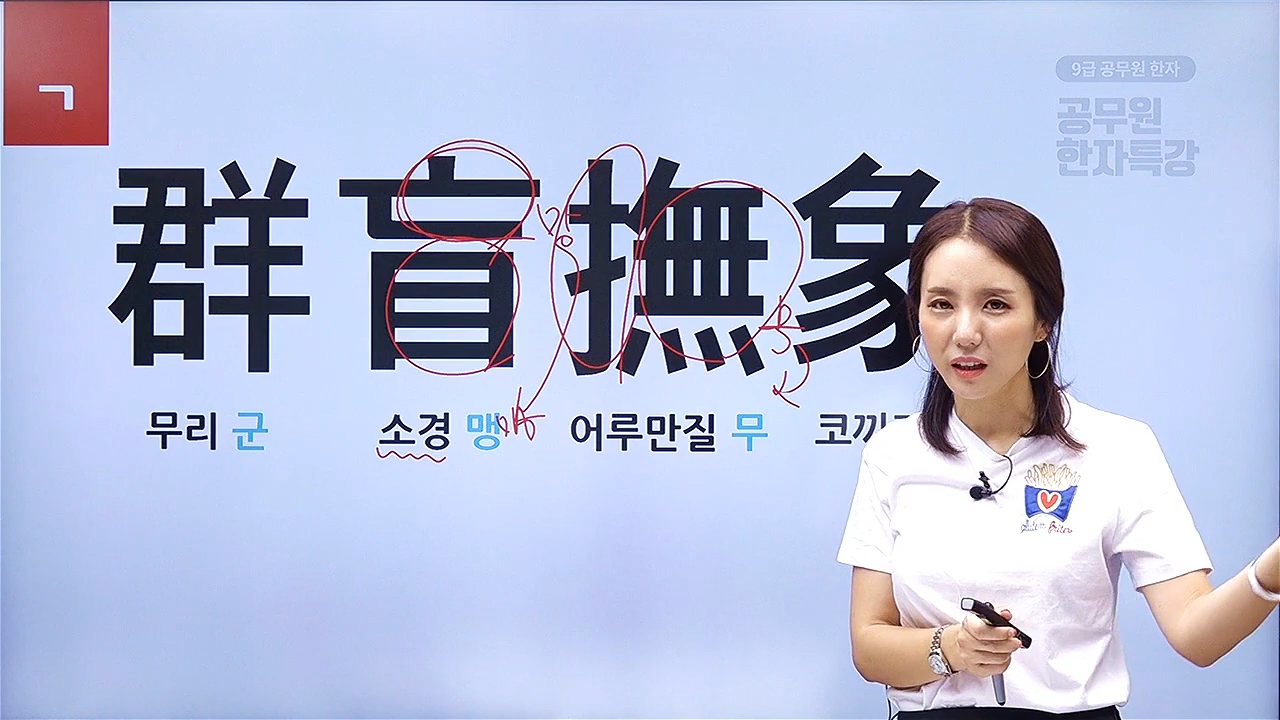 ㄱ
9급 공무원 한자
공무원
한자특강
群盲撫象
무리 군 소경 맹 어루만질 무